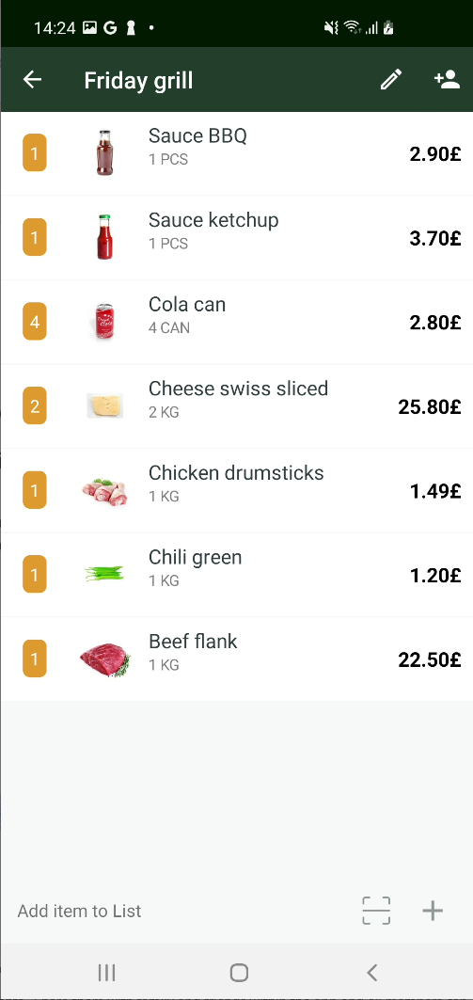 14:24
Friday grill
1
Sauce BBQ
1 PCS
2.90£
1
Sauce ketchup
1 PCS
3.70£
4
Cola can
4 CAN
2.80£
2
Cheese swiss sliced
2 KG
25.80£
1
Chicken drumsticks
1 KG
1.49£
1
Chili green
1 KG
1.20£
1
Beef flank
1 KG
22.50£
Add item to List